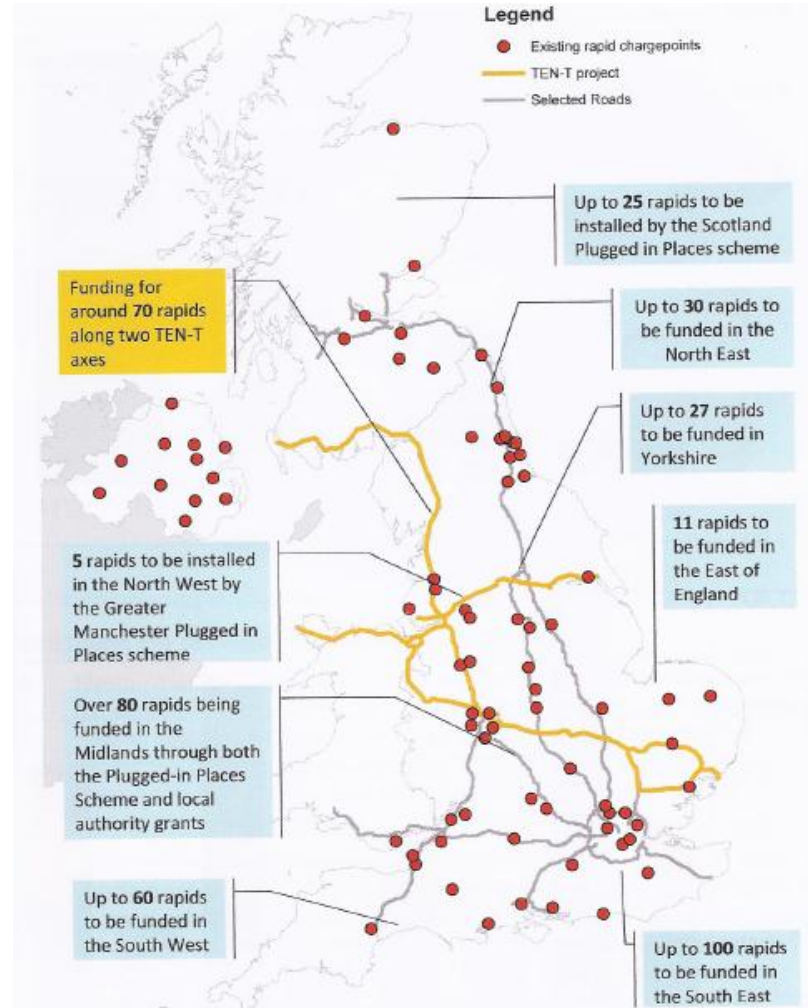 Legend
Existing rapid chargepoints
TEN-T project
Selected Roads
Up to 25 rapids to be
installed by the Scotland
Plugged in Places scheme
Funding for
around 70 rapids
along two TEN-T
axes
Up to 30 rapids to
be funded in the
North East
Up to 27 rapids
to be funded in
Yorkshire
11 rapids to
be funded in
the East of
England
5 rapids to be installed
in the North West by
the Greater
Manchester Plugged in
Places scheme
Over 80 rapids being
funded in the
Midlands through both
the Plugged-in Places
Scheme and local
authority grants
Up to 60 rapids
to be funded in
the South West
Up to 100 rapids
to be funded in
the South East